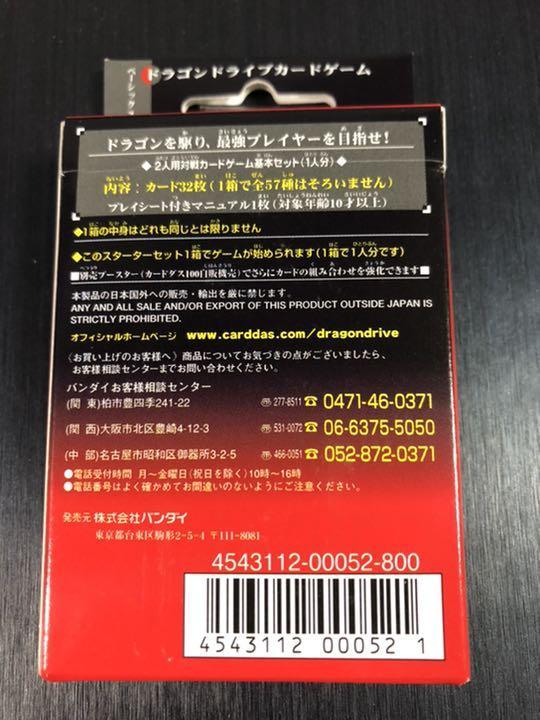 ベーシック
ドラゴンドライブカードゲーム
ドラゴンを駆り、最強プレイヤーを目指せ!
◆2人用対戦カードゲーム基本セット(1人分)◆
内容:カード32枚(1箱で全57種はそろいません)
プレイシート付きマニュアル1枚(対象年齢10才以上)
◆1箱の中身はどれも同じとは限りません
◆このスターターセット1箱でゲームが始められます(1箱で1人分です)
■別売ブースター(カードダス100自販機売)でさらにカードの組み合わせを強化できます■
本製品の日本国外への販売・輸出を厳に禁じます。
ANY AND ALL SALE AND/OR EXPORT OF THIS PRODUCT OUTSIDE JAPAN IS
STRICTLY PROHIBITED.
オフィシャルホームページ www.carddas.com/dragondrive
〈お買い上げのお客様へ〉商品についてお気づきの点がございましたら、
お客様相談センターまでお問い合わせください。
バンダイお客様相談センター
(関 東)柏市豊四季241-22 〠277-8511 ☎0471-46-0371
(関 西)大阪市北区豊崎4-12-3 〠531-0072 ☎06-6375-5050
(中 部)名古屋市昭和区御器所3-2-5 〠466-0051 ☎052-872-0371
●電話受付時間 月〜金曜日(祝日を除く)10時〜16時
●電話番号はよく確かめてお間違いのないようにご注意ください。
発売元 株式会社バンダイ
東京都台東区駒形2-5-4 〒111-8081
4543112-00052-800
4543112 00052 1